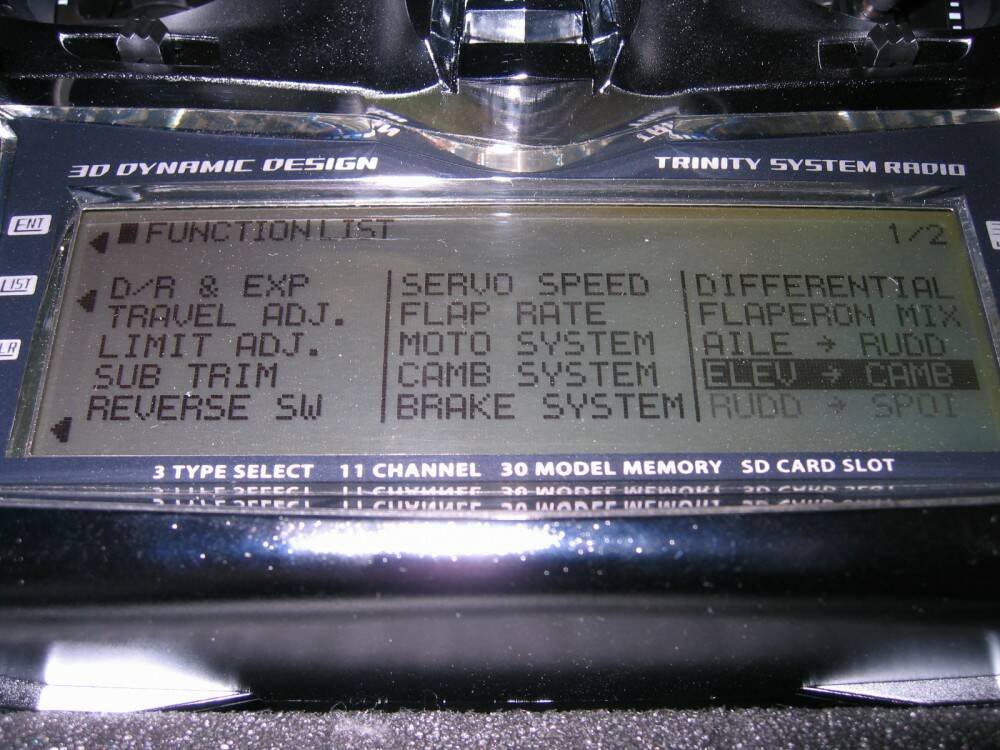 3D DYNAMIC DESIGN
TRINITY SYSTEM RADIO
ENT
LIST
FUNCTION LIST
1/2
D/R & EXP
TRAVEL ADJ.
LIMIT ADJ.
SUB TRIM
REVERSE SW
SERVO SPEED
FLAP RATE
MOTO SYSTEM
CAMB SYSTEM
BRAKE SYSTEM
DIFFERENTIAL
FLAPERON MIX
AILE → RUDD
ELEV → CAMB
RUDD → SPOI
3 TYPE SELECT 11 CHANNEL 30 MODEL MEMORY SD CARD SLOT